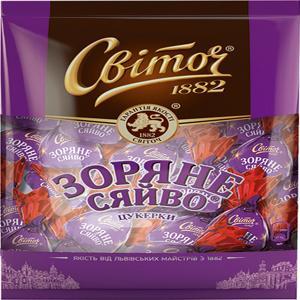 Світоч®
1882
ГАРАНТІЯ ЯКОСТІ
1882
СВІТОЧ
ЗОРЯНЕ
СЯЙВО®
ЦУКЕРКИ
ЯКІСТЬ ВІД ЛЬВІВСЬКИХ МАЙСТРІВ З 1882